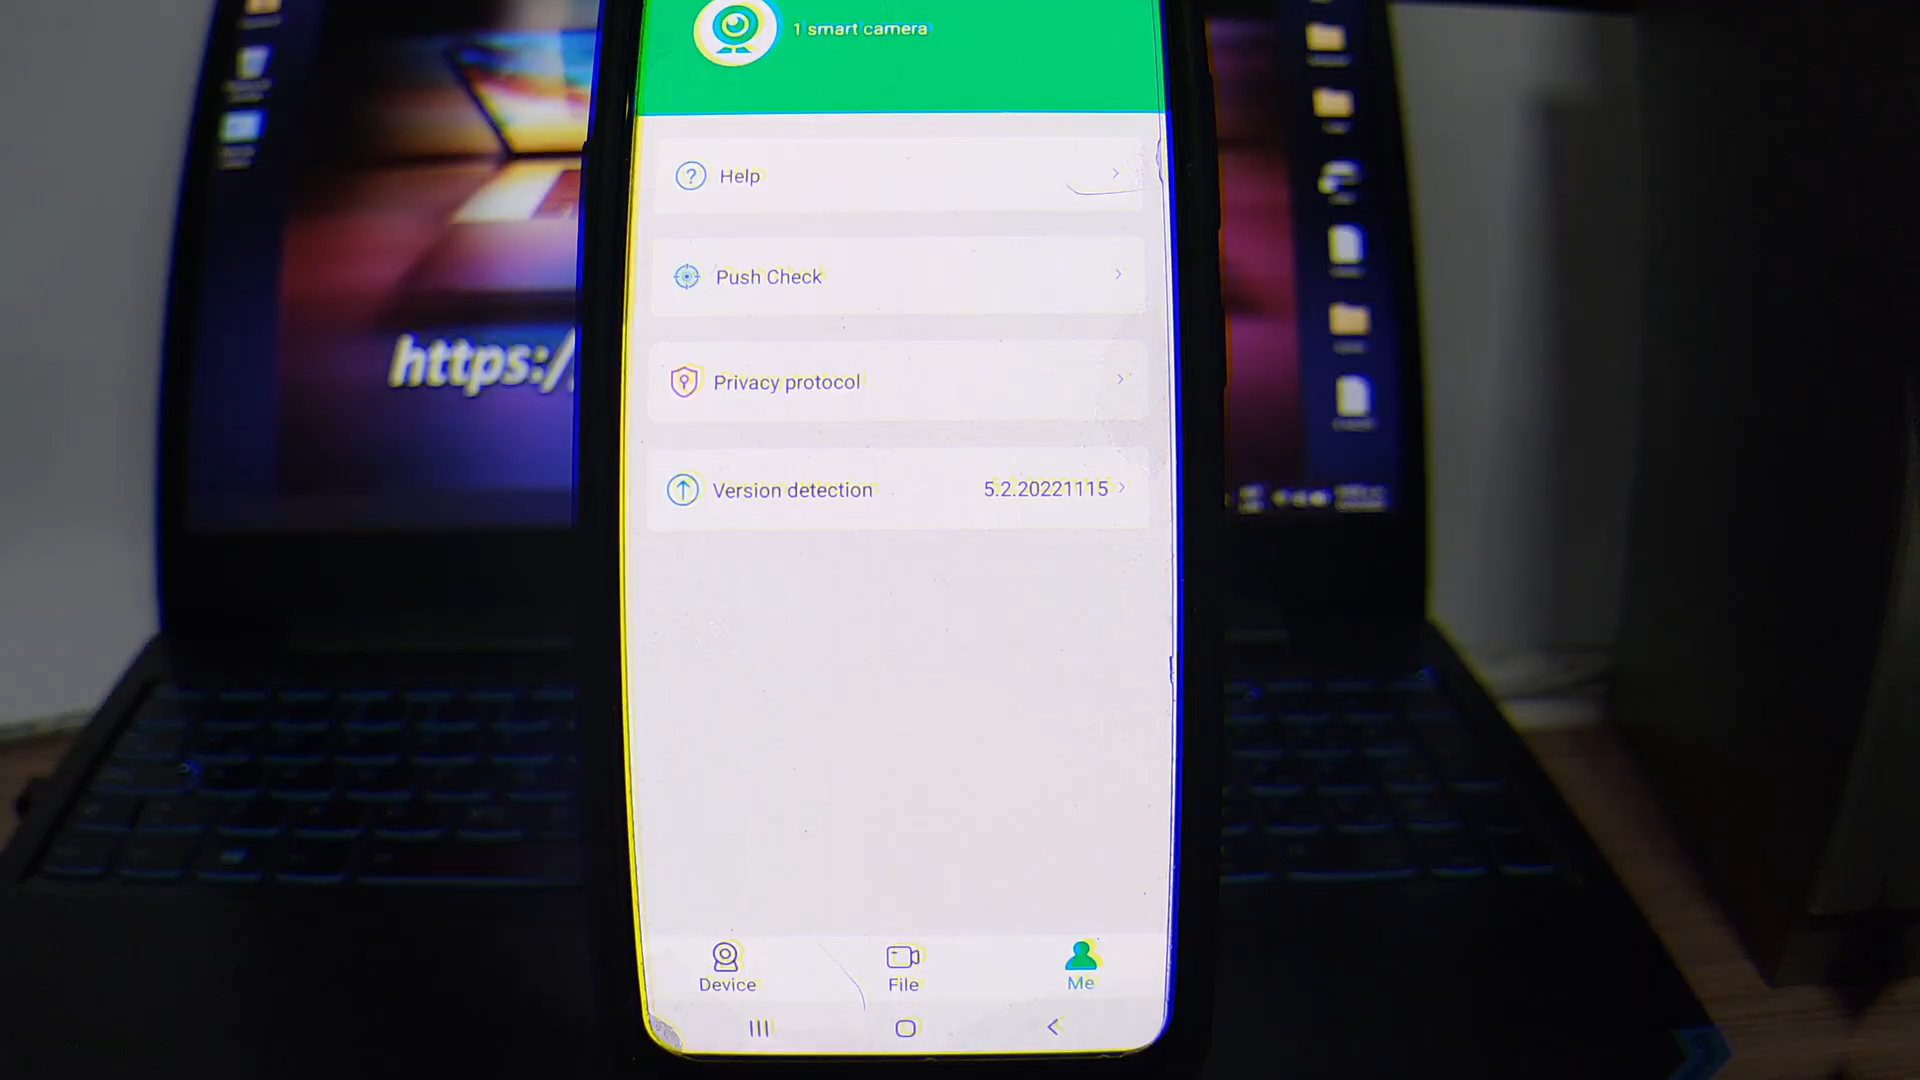 1 smart camera
Help
Push Check
Privacy protocol
Version detection 5.2.20221115
https:/
Device File Me